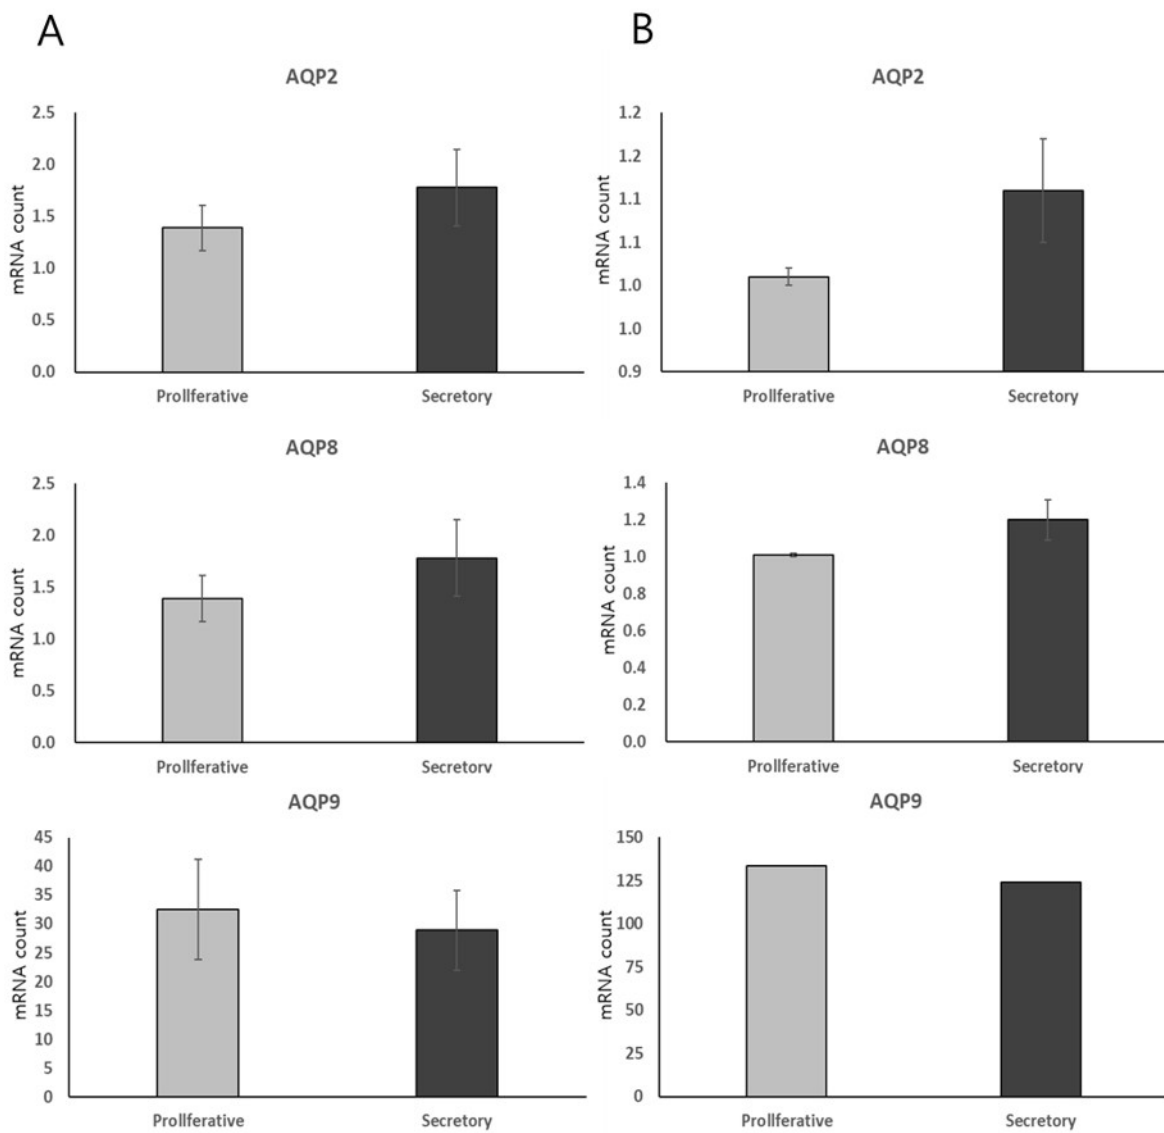 A
AQP2
mRNA count
2.5
2.0
1.5
1.0
0.5
0.0
Prollferative Secretory
B
AQP2
mRNA count
1.2
1.2
1.1
1.1
1.0
1.0
0.9
Prollferative Secretory
AQP8
mRNA count
2.5
2.0
1.5
1.0
0.5
0.0
Prollferative Secretory
AQP8
mRNA count
1.4
1.2
1.0
0.8
0.6
0.4
0.2
0.0
Prollferative Secretory
AQP9
mRNA count
45
40
35
30
25
20
15
10
5
0
Prollferative Secretory
AQP9
mRNA count
150
125
100
75
50
25
0
Prollferative Secretory